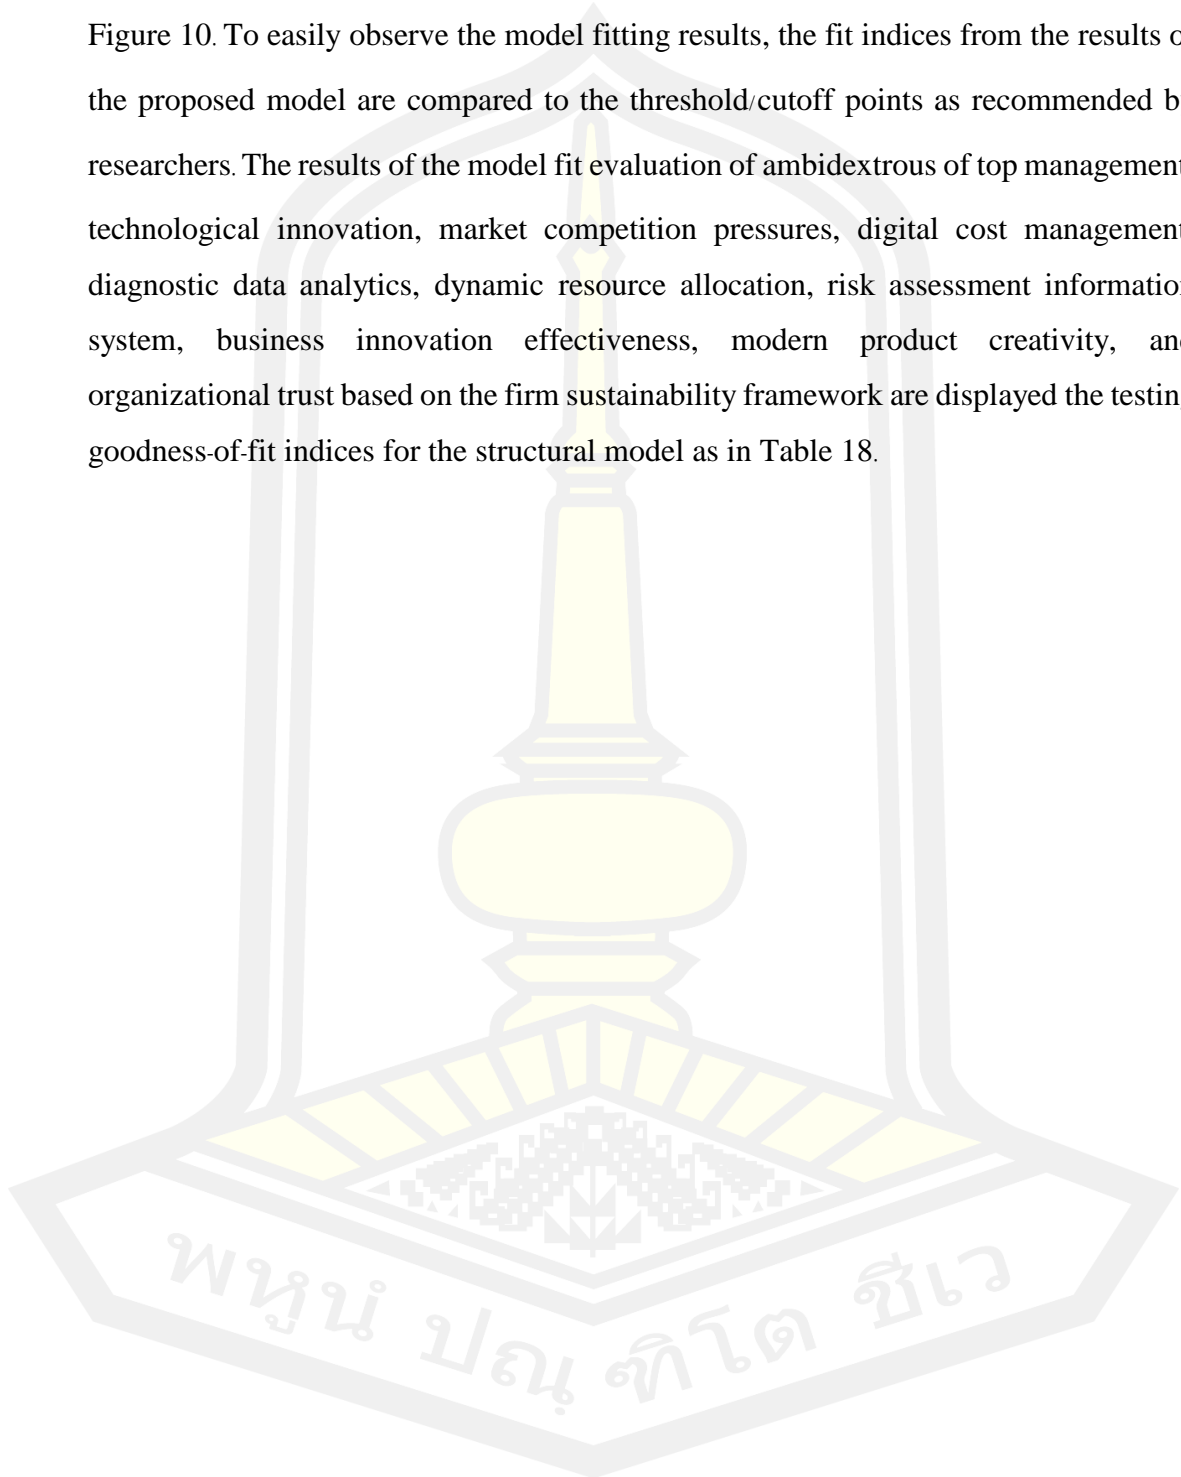 Figure 10. To easily observe the model fitting results, the fit indices from the results o
the proposed model are compared to the threshold/cutoff points as recommended b
researchers. The results of the model fit evaluation of ambidextrous of top management
technological innovation, market competition pressures, digital cost management
diagnostic data analytics, dynamic resource allocation, risk assessment information
system, business innovation effectiveness, modern product creativity, and
organizational trust based on the firm sustainability framework are displayed the testing
goodness-of-fit indices for the structural model as in Table 18.
พหูนํ ปณฺฑิโต ชีเว